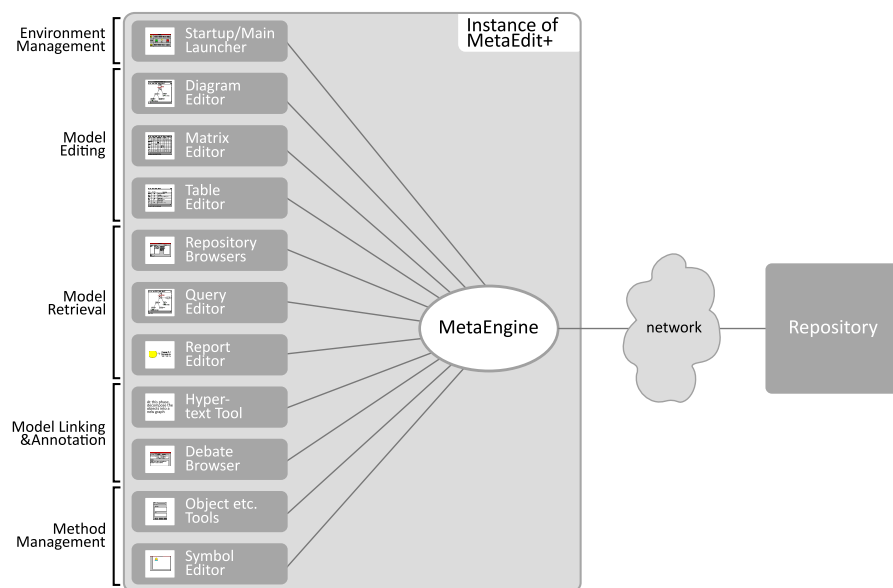 Environment
Management
Startup/Main
Launcher
Instance of
MetaEdit+
Model
Editing
Diagram
Editor
Matrix
Editor
Table
Editor
Model
Retrieval
Repository
Browsers
Query
Editor
Report
Editor
MetaEngine
network
Repository
Model Linking
&Annotation
Hyper-
text Tool
Debate
Browser
Method
Management
Object etc.
Tools
Symbol
Editor